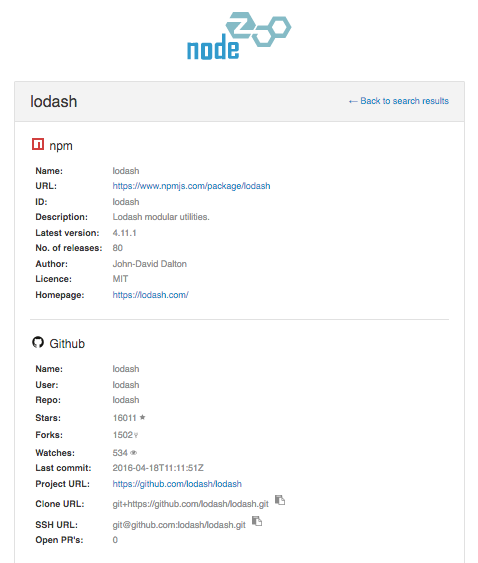 node ZOO
lodash ← Back to search results
npm
Name: lodash
URL: https://www.npmjs.com/package/lodash
ID: lodash
Description: Lodash modular utilities.
Latest version: 4.11.1
No. of releases: 80
Author: John-David Dalton
Licence: MIT
Homepage: https://lodash.com/
Github
Name: lodash
User: lodash
Repo: lodash
Stars: 16011 ★
Forks: 1502
Watches: 534
Last commit: 2016-04-18T11:11:51Z
Project URL: https://github.com/lodash/lodash
Clone URL: git+https://github.com/lodash/lodash.git
SSH URL: git@github.com:lodash/lodash.git
Open PR's: 0